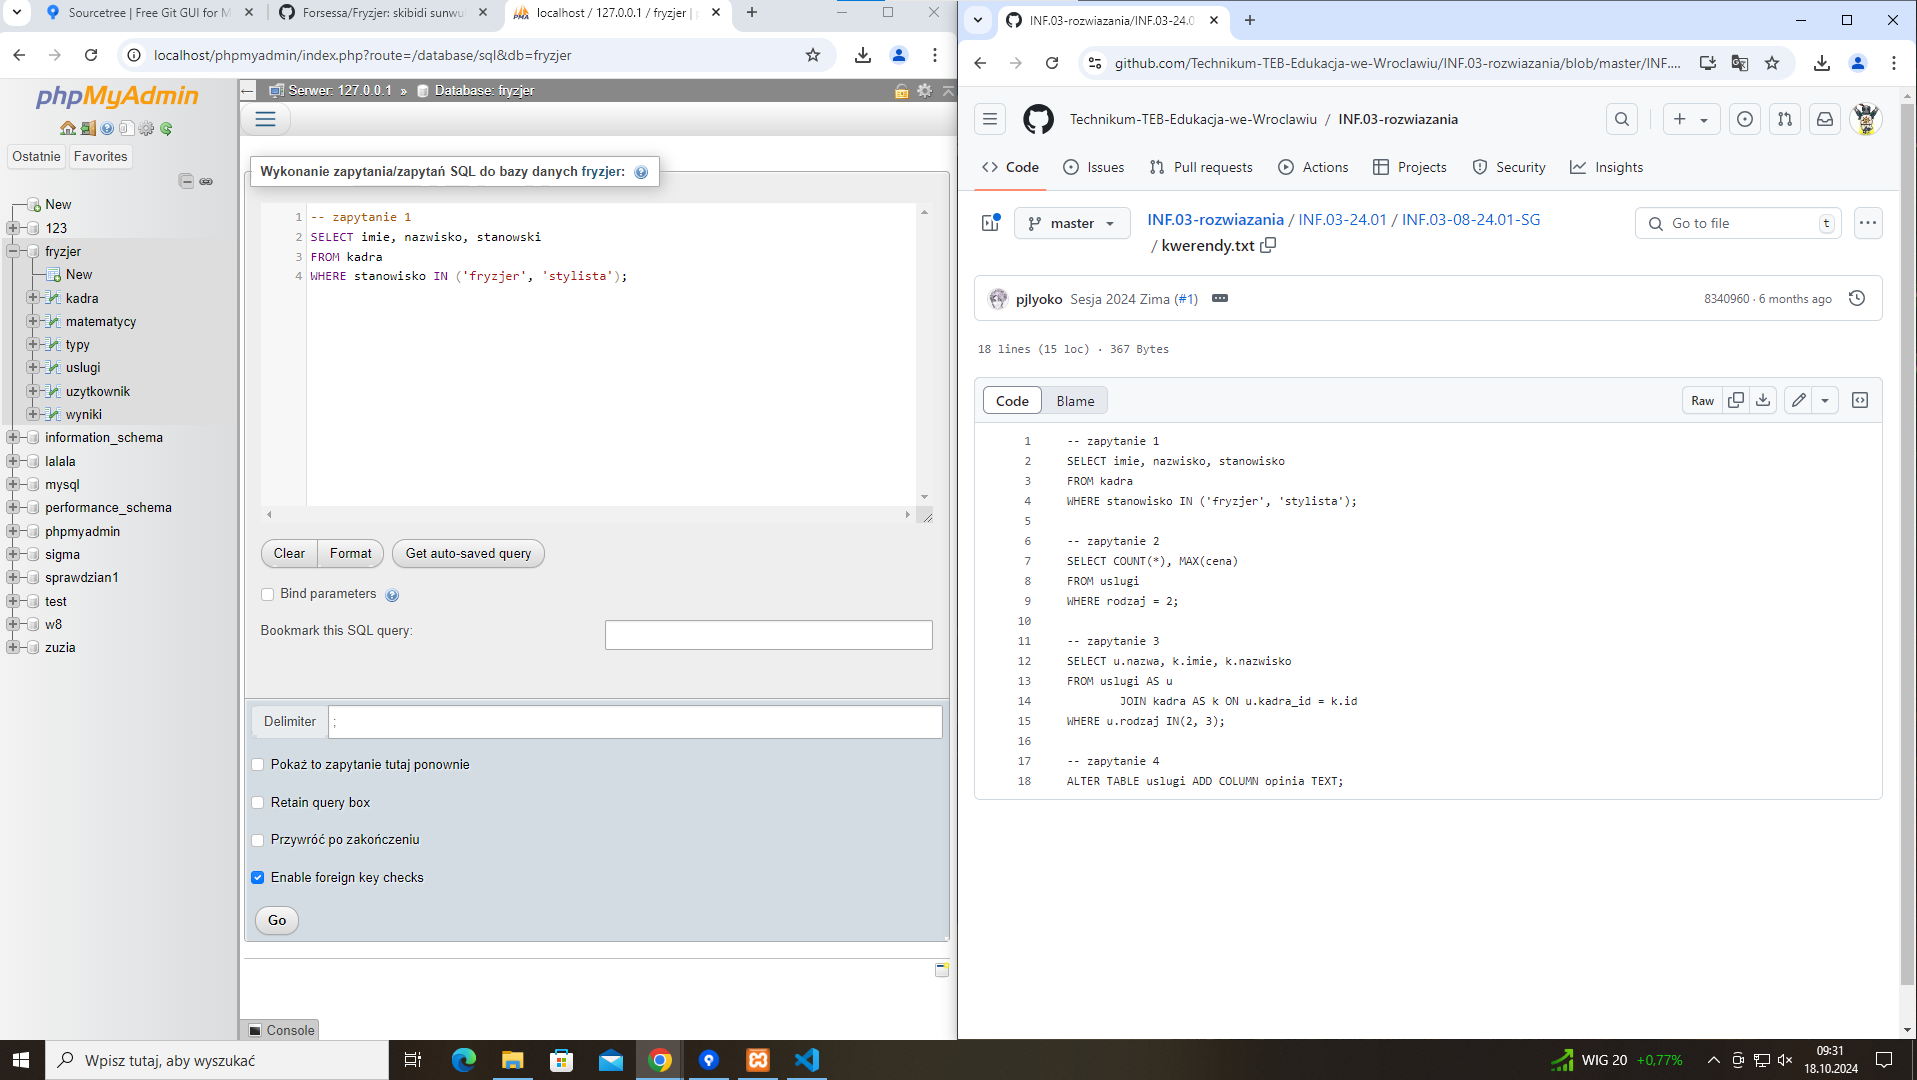 Sourcetree | Free Git GUI for M
Forsessa/Fryzjer: skibidi sunwu
localhost / 127.0.0.1 / fryzjer | p
localhost/phpmyadmin/index.php?route=/database/sql&db=fryzjer
phpMyAdmin
Ostatnie
Favorites
New
123
fryzjer
New
kadra
matematycy
typy
uslugi
uzytkownik
wyniki
information_schema
lalala
mysql
performance_schema
phpmyadmin
sigma
sprawdzian1
test
w8
zuzia
Serwer: 127.0.0.1 » Database: fryzjer
Wykonanie zapytania/zapytań SQL do bazy danych fryzjer:
1 -- zapytanie 1
2 SELECT imie, nazwisko, stanowski
3 FROM kadra
4 WHERE stanowisko IN ('fryzjer', 'stylista');
Clear
Format
Get auto-saved query
Bind parameters
Bookmark this SQL query:
Delimiter ;
Pokaż to zapytanie tutaj ponownie
Retain query box
Przywróć po zakończeniu
Enable foreign key checks
Go
Console
INF.03-rozwiazania/INF.03-24.0
github.com/Technikum-TEB-Edukacja-we-Wroclawiu/INF.03-rozwiazania/blob/master/INF....
Technikum-TEB-Edukacja-we-Wroclawiu / INF.03-rozwiazania
Code
Issues
Pull requests
Actions
Projects
Security
Insights
master
INF.03-rozwiazania / INF.03-24.01 / INF.03-08-24.01-SG
/ kwerendy.txt
Go to file
t
pjlyoko Sesja 2024 Zima (#1)
8340960 · 6 months ago
18 lines (15 loc) · 367 Bytes
Code
Blame
Raw
1 -- zapytanie 1
2 SELECT imie, nazwisko, stanowisko
3 FROM kadra
4 WHERE stanowisko IN ('fryzjer', 'stylista');
5
6 -- zapytanie 2
7 SELECT COUNT(*), MAX(cena)
8 FROM uslugi
9 WHERE rodzaj = 2;
10
11 -- zapytanie 3
12 SELECT u.nazwa, k.imie, k.nazwisko
13 FROM uslugi AS u
14 JOIN kadra AS k ON u.kadra_id = k.id
15 WHERE u.rodzaj IN(2, 3);
16
17 -- zapytanie 4
18 ALTER TABLE uslugi ADD COLUMN opinia TEXT;
Wpisz tutaj, aby wyszukać
WIG 20 +0,77%
09:31
18.10.2024